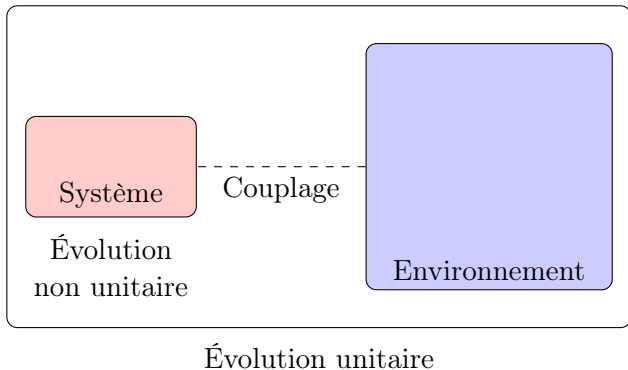 Système
Couplage
Évolution
non unitaire
Environnement
Évolution unitaire